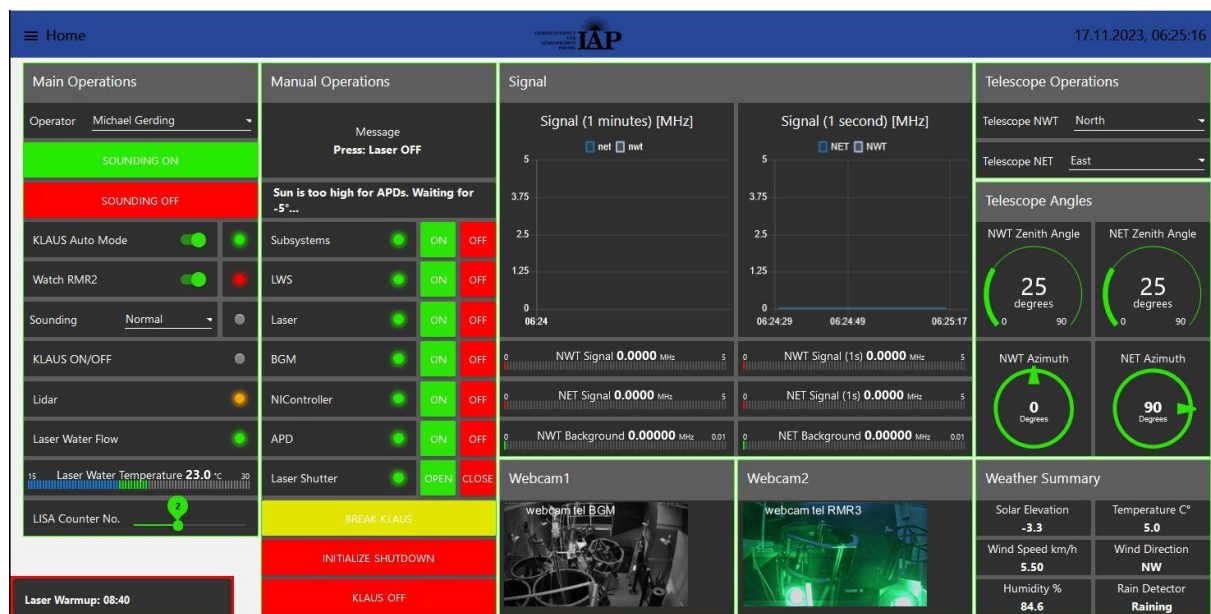 Home
IAP
17.11.2023, 06:25:16
Main Operations
Operator Michael Gerding
SOUNDING ON
SOUNDING OFF
KLAUS Auto Mode
Watch RMR2
Sounding Normal
KLAUS ON/OFF
Lidar
Laser Water Flow
15 Laser Water Temperature 23.0 °C 30
2
LISA Counter No.
Laser Warmup: 08:40
Manual Operations
Message
Press: Laser OFF
Sun is too high for APDs. Waiting for
-5°...
Subsystems ON OFF
LWS ON OFF
Laser ON OFF
BGM ON OFF
NIController ON OFF
APD ON OFF
Laser Shutter OPEN CLOSE
BREAK KLAUS
INITIALIZE SHUTDOWN
KLAUS OFF
Signal
Signal (1 minutes) [MHz]
net nwt
5
3.75
2.5
1.25
0
06:24
Signal (1 second) [MHz]
NET NWT
5
3.75
2.5
1.25
0
06:24:29 06:24:49 06:25:17
0 NWT Signal 0.0000 MHz 5
0 NWT Signal (1s) 0.0000 MHz 5
0 NET Signal 0.0000 MHz 5
0 NET Signal (1s) 0.0000 MHz 5
0 NWT Background 0.00000 MHz 0.01
0 NET Background 0.00000 MHz 0.01
Webcam1
webcam tel BGM
Webcam2
webcam tel RMR3
Telescope Operations
Telescope NWT North
Telescope NET East
Telescope Angles
NWT Zenith Angle
25
degrees
0 90
NET Zenith Angle
25
degrees
0 90
NWT Azimuth
0
Degrees
NET Azimuth
90
Degrees
Weather Summary
Solar Elevation
-3.3
Temperature C°
5.0
Wind Speed km/h
5.50
Wind Direction
NW
Humidity %
84.6
Rain Detector
Raining